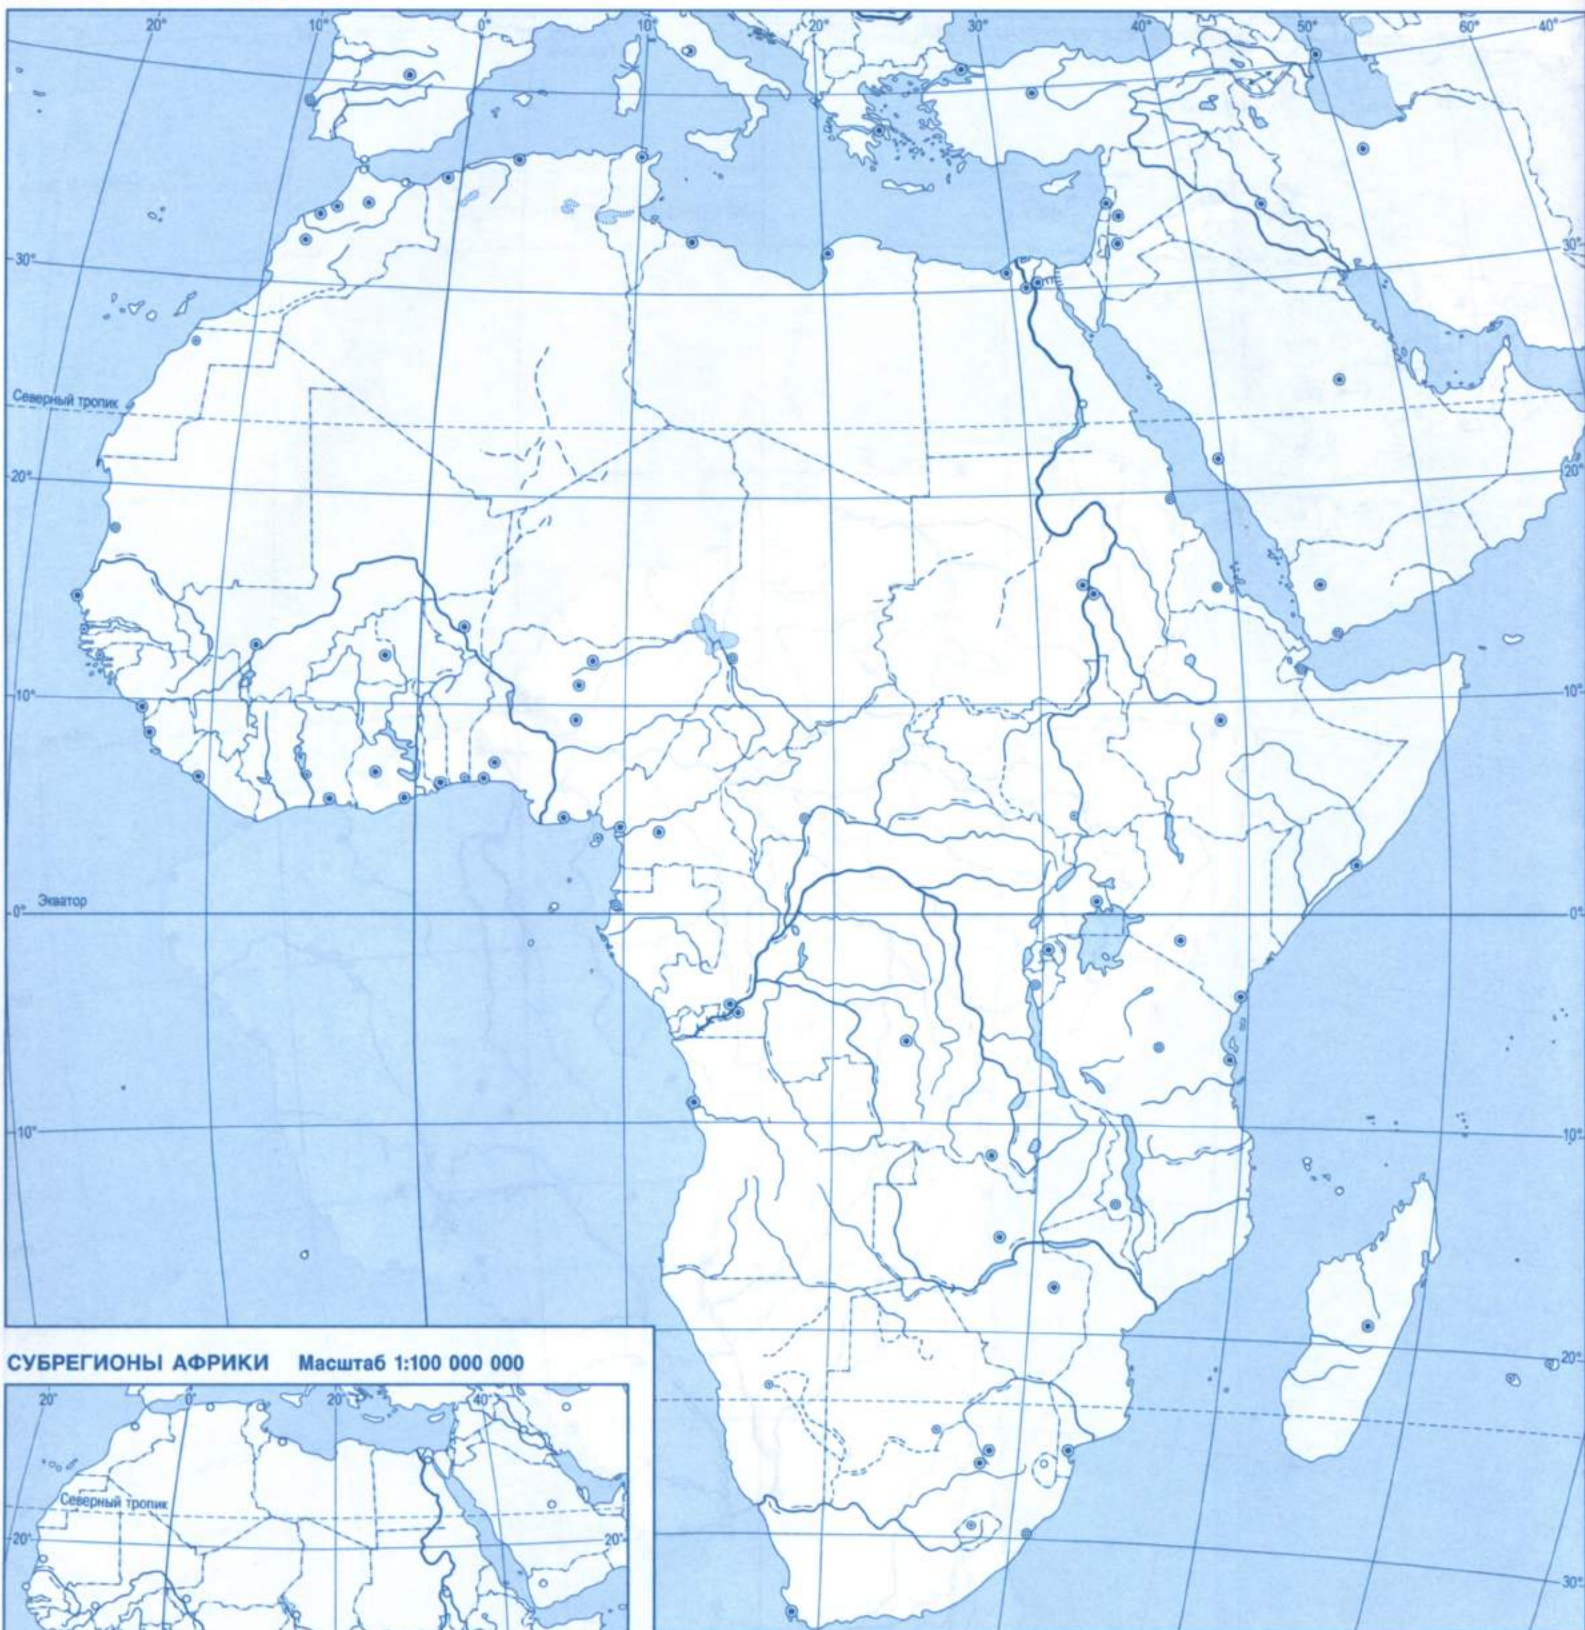 20° 10° 0° 10° 20° 30° 40° 50° 60° 40°
30° 30°
Северный тропик
20° 20°
10° 10°
0° Экватор 0°
10° 10°
20°
30°
СУБРЕГИОНЫ АФРИКИ Масштаб 1:100 000 000
20° 0° 20° 40°
Северный тропик
20° 20°